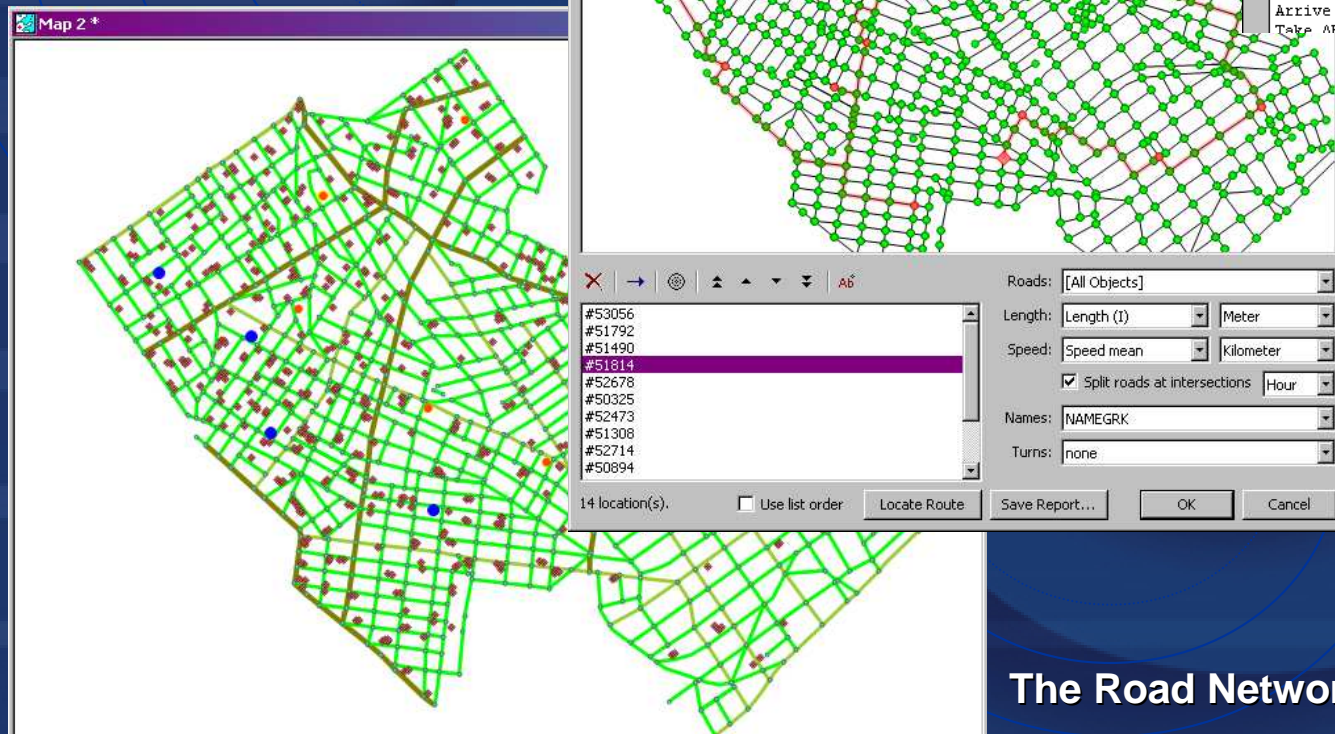 Map 2 *
Arrive
Take
Ab
#53056
#51792
#51490
#51814
#52678
#50325
#52473
#51308
#52714
#50894
14 location(s).
Use list order
Locate Route
Roads: [All Objects]
Length: Length (I) Meter
Speed: Speed mean Kilometer
Split roads at intersections Hour
Names: NAMEGRK
Turns: none
Save Report...
OK
Cancel
The Road Networ